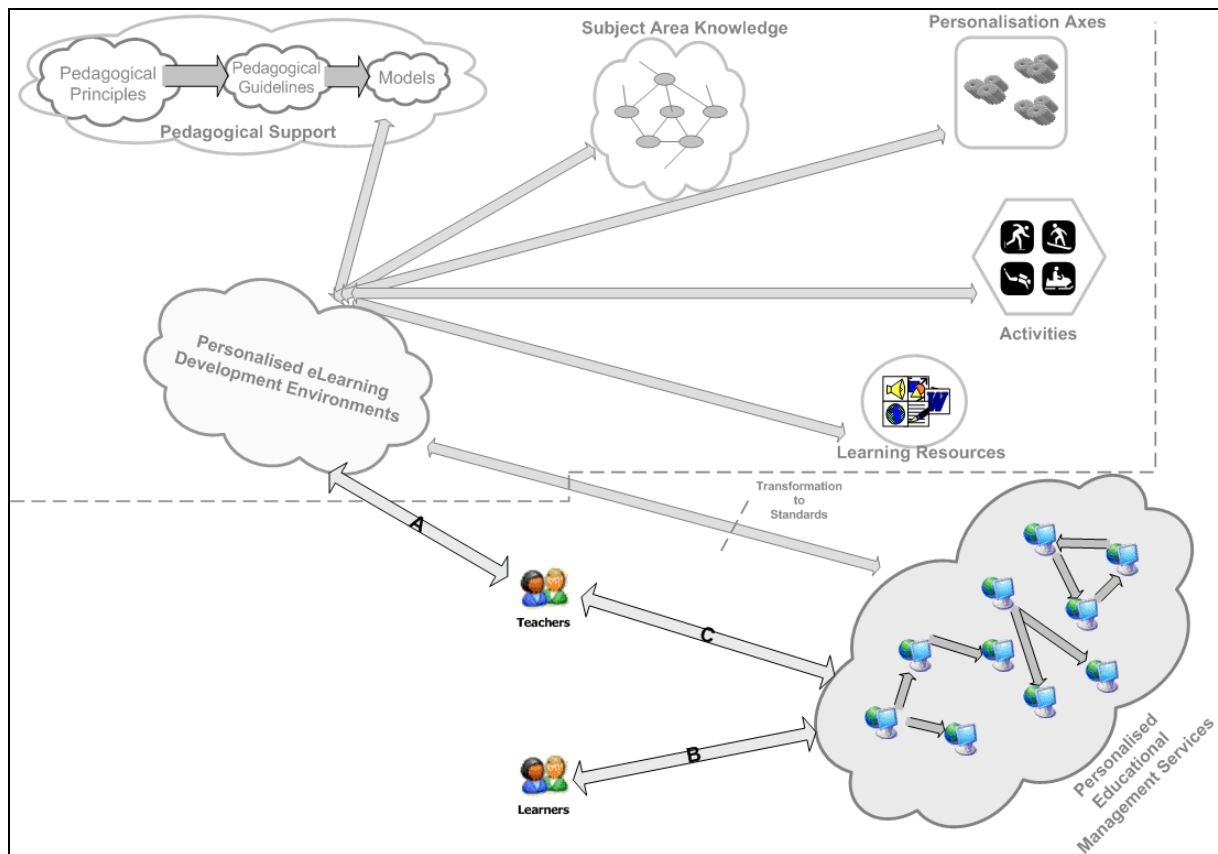 Subject Area Knowledge
Personalisation Axes
Pedagogical
Principles
Pedagogical
Guidelines
Models
Pedagogical Support
Activities
Personalised eLearning
Development Environments
W
Learning Resources
Transformation
to
Standards
A
Teachers
C
B
Learners
Personalised
Educational
Management Services